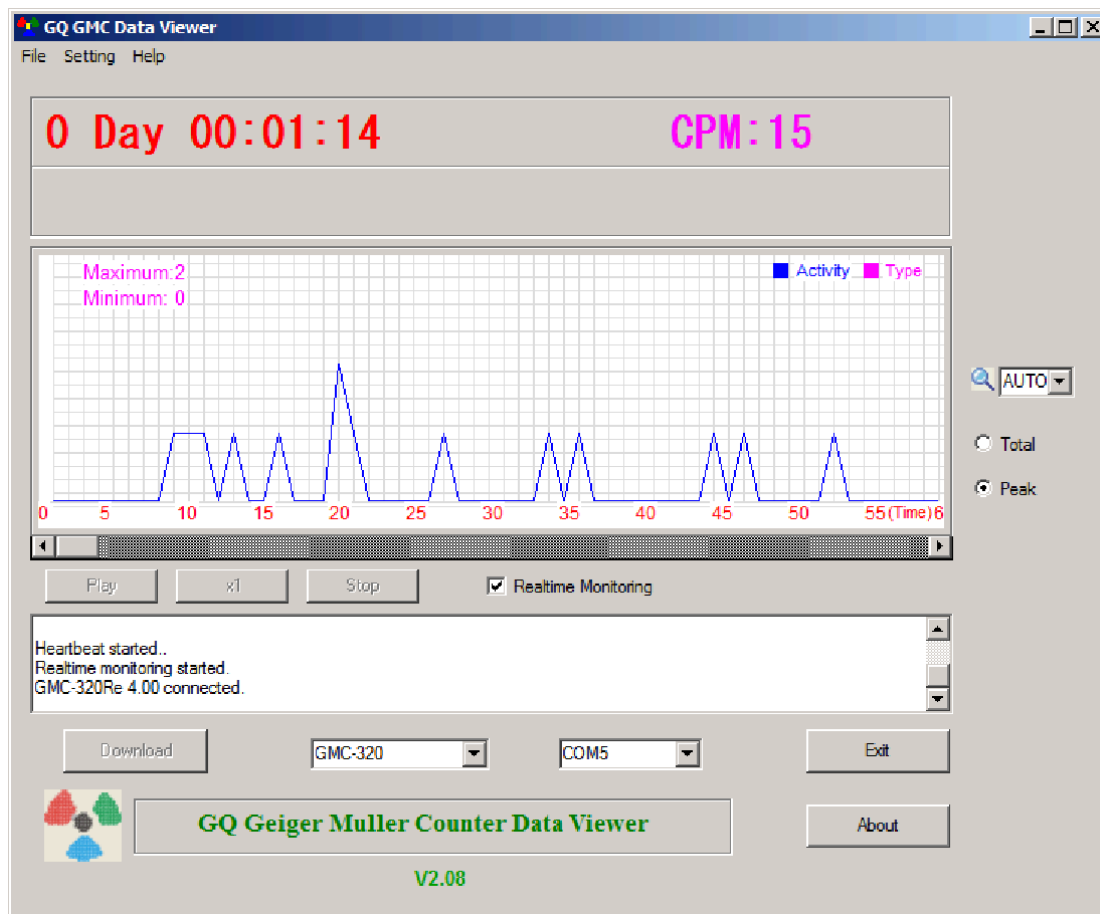 GQ GMC Data Viewer
File Setting Help
0 Day 00:01:14 CPM:15
Maximum:2 Activity Type
Minimum: 0
AUTO
Total
Peak
0 5 10 15 20 25 30 35 40 45 50 55(Time)6
Play x1 Stop Realtime Monitoring
Heartbeat started..
Realtime monitoring started.
GMC-320Re 4.00 connected.
Download GMC-320 COM5 Exit
GQ Geiger Muller Counter Data Viewer About
V2.08